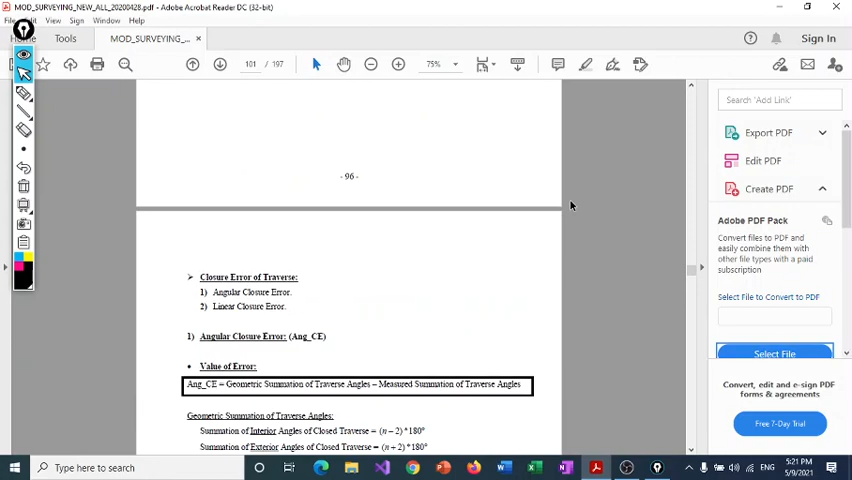 MOD_SURVEYING_NEW_ALL_20200428.pdf - Adobe Acrobat Reader DC (32-bit)
File Edit View Sign Window Help
Tools
MOD_SURVEYING_... ×
Sign In
101 / 197
75%
- 96 -
➢ Closure Error of Traverse:
1) Angular Closure Error.
2) Linear Closure Error.
1) Angular Closure Error: (Ang_CE)
• Value of Error:
Ang_CE = Geometric Summation of Traverse Angles – Measured Summation of Traverse Angles
Geometric Summation of Traverse Angles:
Summation of Interior Angles of Closed Traverse = (n – 2) *180°
Summation of Exterior Angles of Closed Traverse = (n + 2) *180°
Search 'Add Link'
Export PDF
Edit PDF
Create PDF
Adobe PDF Pack
Convert files to PDF and
easily combine them with
other file types with a paid
subscription
Select File to Convert to PDF
Select File
Convert, edit and e-sign PDF
forms & agreements
Free 7-Day Trial
Type here to search
ENG
5:21 PM
5/9/2021